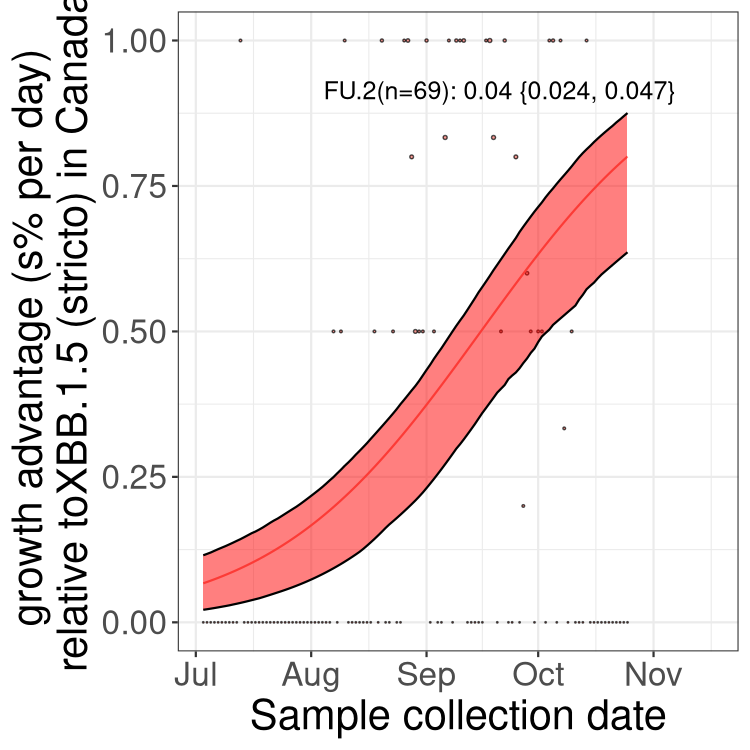 growth advantage (s% per day)
relative toXBB.1.5 (stricto) in Canada
1.00
0.75
0.50
0.25
0.00
FU.2(n=69): 0.04 {0.024, 0.047}
Jul Aug Sep Oct Nov
Sample collection date